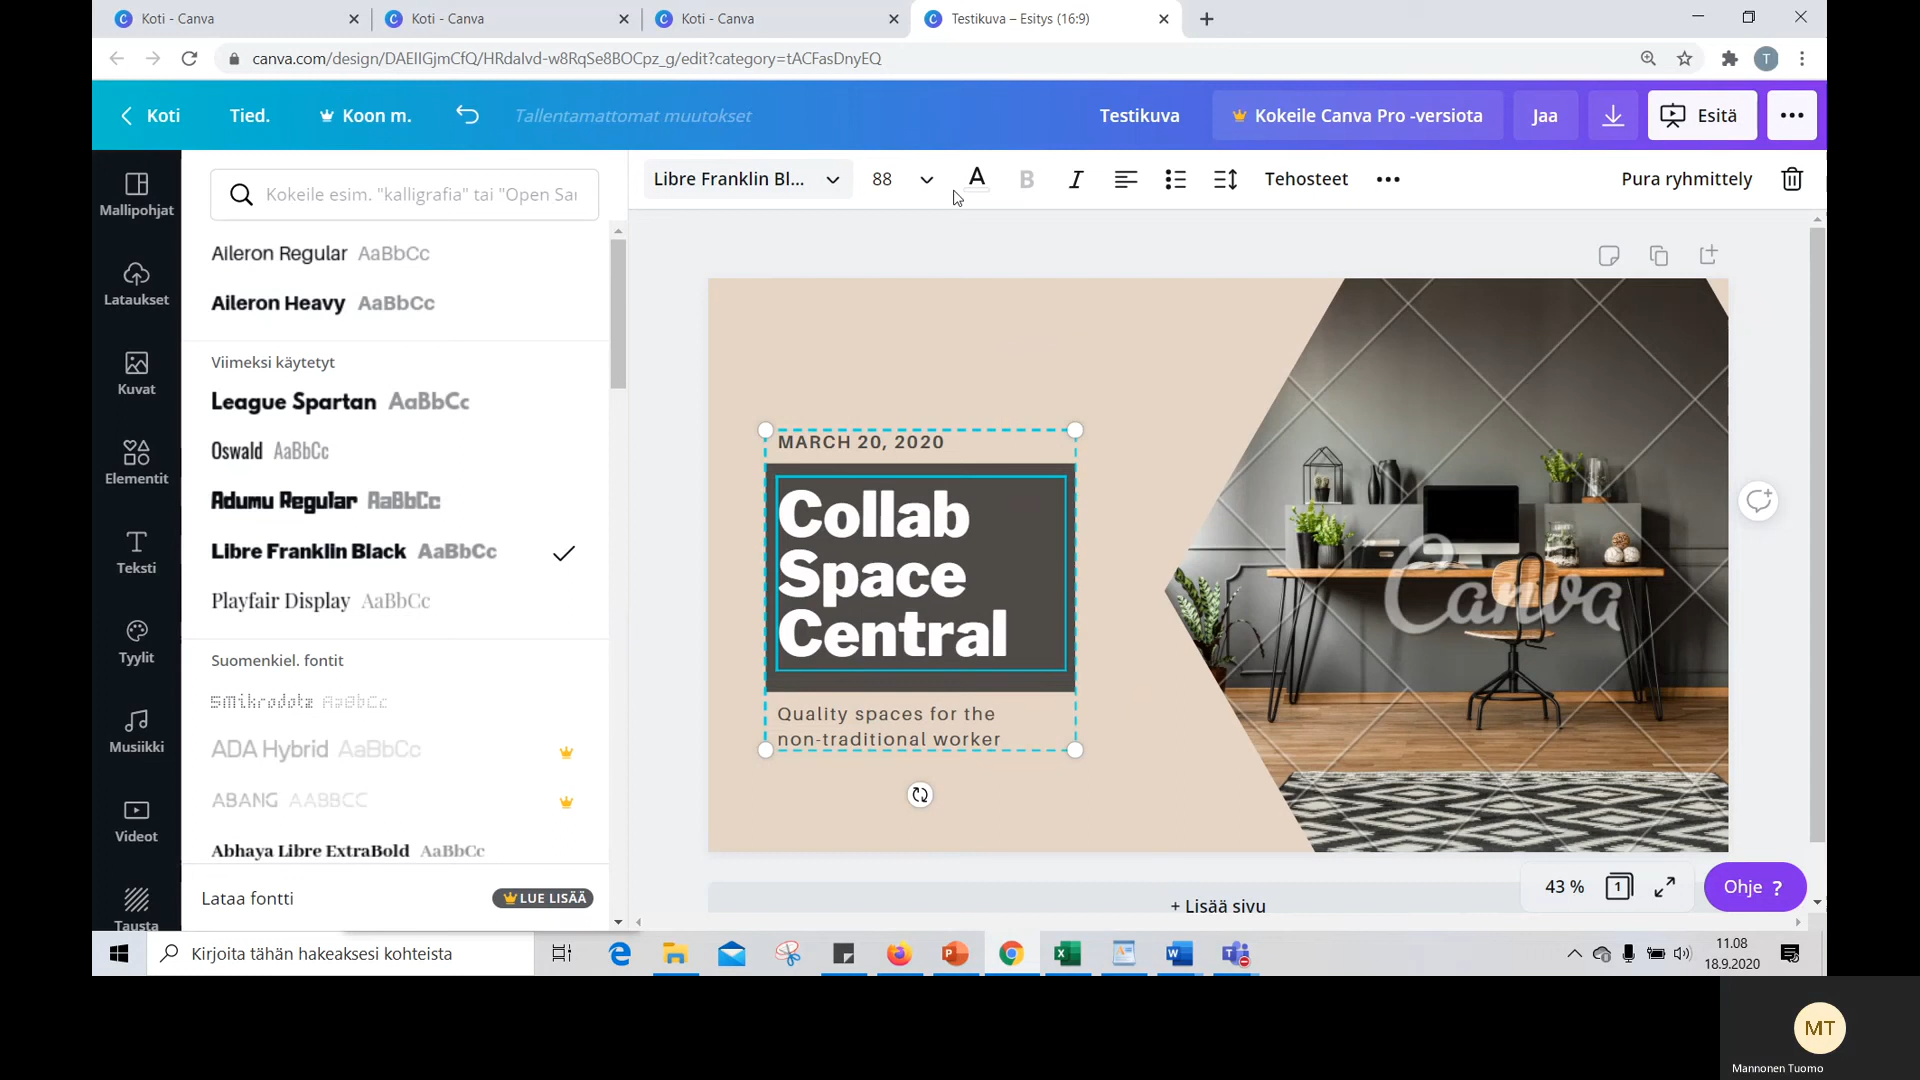 Koti - Canva
Koti - Canva
Koti - Canva
Testikuva – Esitys (16:9)
canva.com/design/DAEIIGjmCfQ/HRdalvd-w8RqSe8BOCpz_g/edit?category=tACFasDnyEQ
T
Koti
Tied.
Koon m.
Tallentamattomat muutokset
Testikuva
Kokeile Canva Pro -versiota
Jaa
Esitä
Mallipohjat
Lataukset
Kuvat
Elementit
Teksti
Tyylit
Musiikki
Videot
Tausta
Kokeile esim. "kalligrafia" tai "Open Sar
Aileron Regular AaBbCc
Aileron Heavy AaBbCc
Viimeksi käytetyt
League Spartan AaBbCc
Oswald AaBbCc
Adumu Regular AaBbCc
Libre Franklin Black AaBbCc
Playfair Display AaBbCc
Suomenkiel. fontit
5Mikrodots AaBbCc
ADA Hybrid AaBbCc
ABANG AABBCC
Abhaya Libre ExtraBold AaBbCc
Lataa fontti
LUE LISÄÄ
Libre Franklin Bl...
88
A
B
I
Tehosteet
Pura ryhmittely
MARCH 20, 2020
Collab
Space
Central
Quality spaces for the
non-traditional worker
Canva
+ Lisää sivu
43 %
1
Ohje ?
Kirjoita tähän hakeaksesi kohteista
11.08
18.9.2020
MT
Mannonen Tuomo